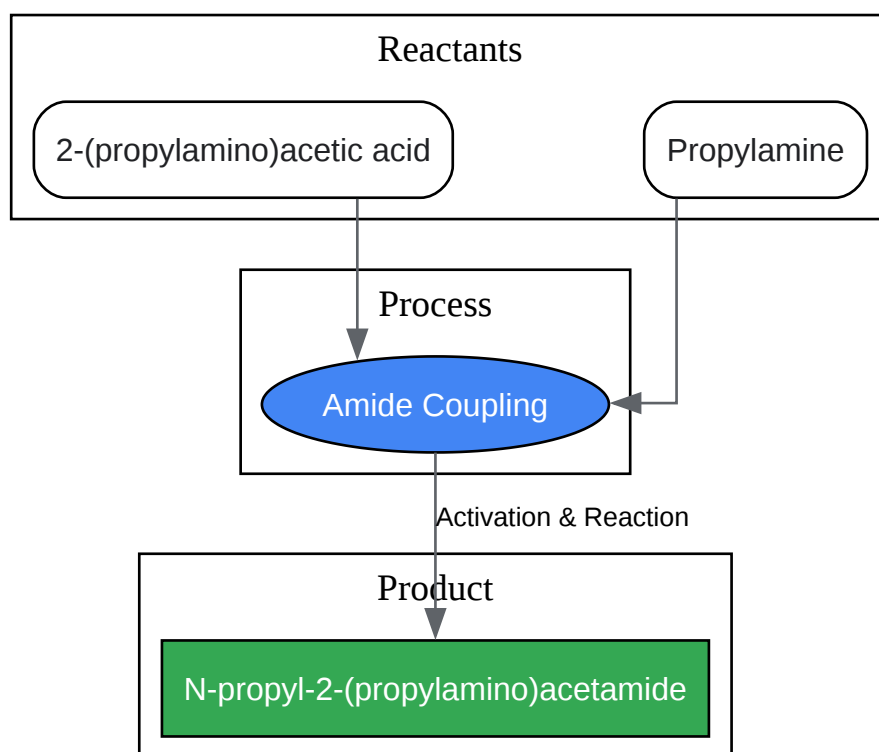 Reactants
2-(propylamino)acetic acid
Propylamine
Process
Amide Coupling
Activation & Reaction
Product
N-propyl-2-(propylamino)acetamide